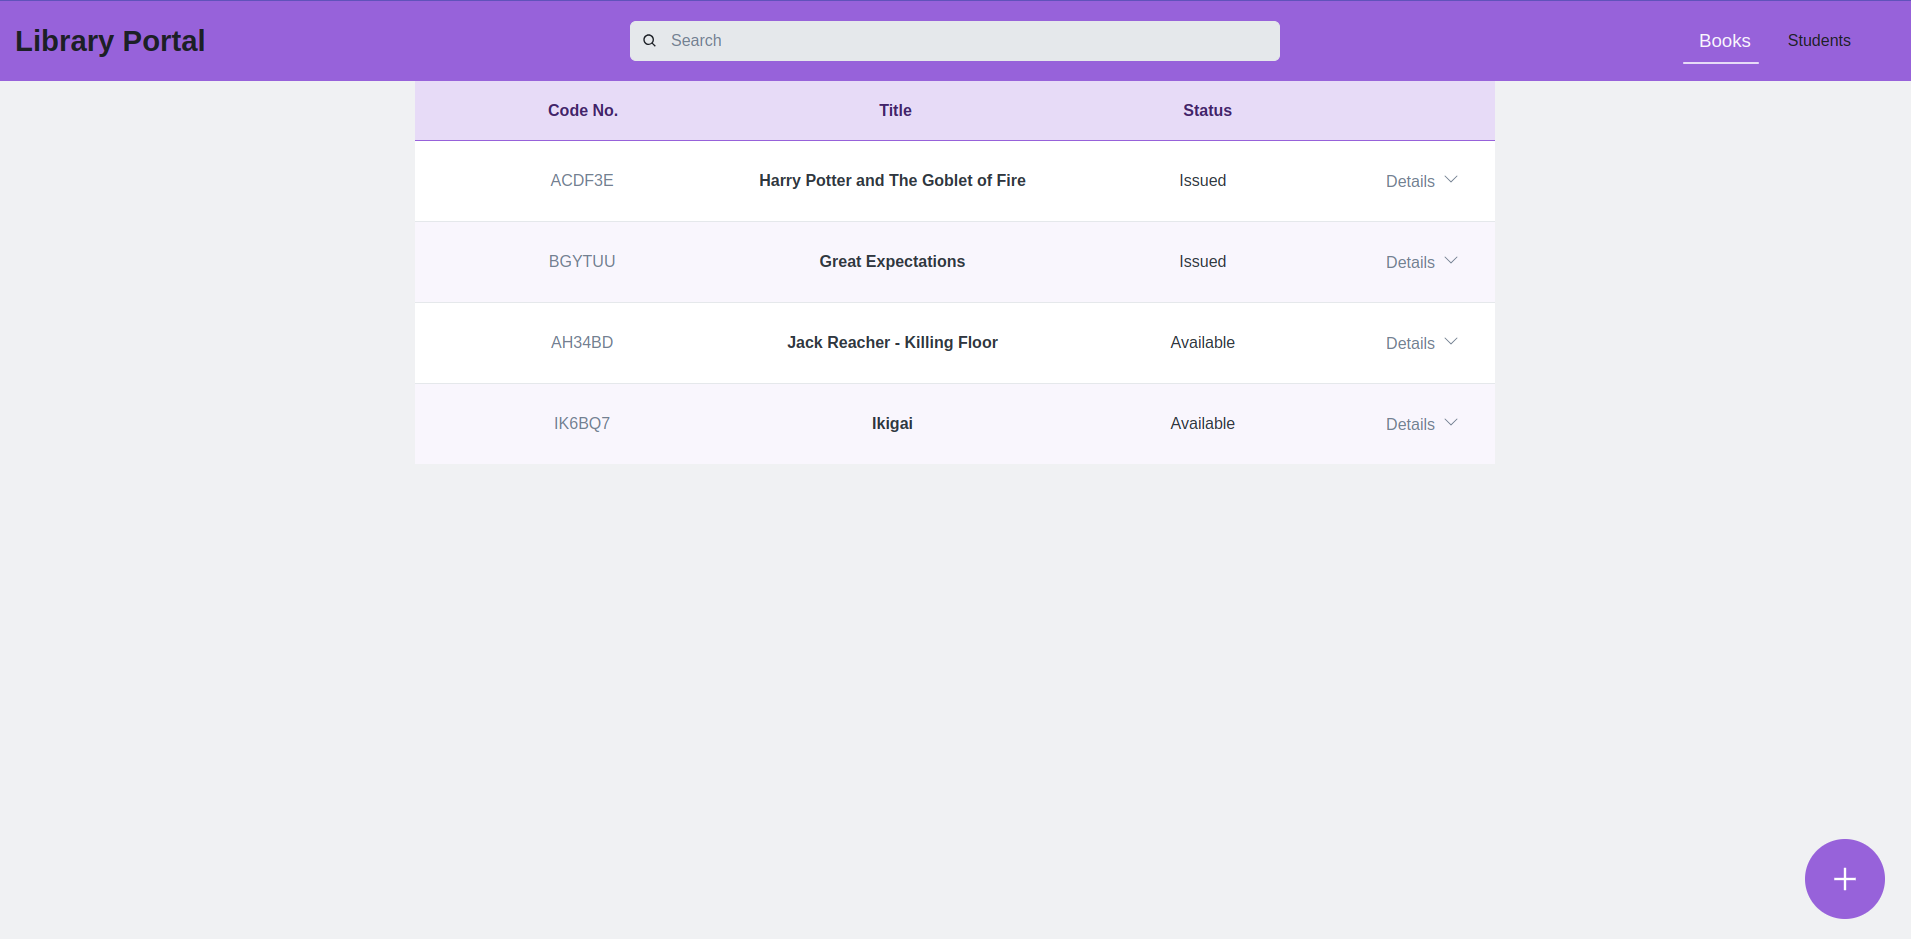 Library Portal
Search
Books
Students
Code No. Title Status
ACDF3E Harry Potter and The Goblet of Fire Issued Details
BGYTUU Great Expectations Issued Details
AH34BD Jack Reacher - Killing Floor Available Details
IK6BQ7 Ikigai Available Details